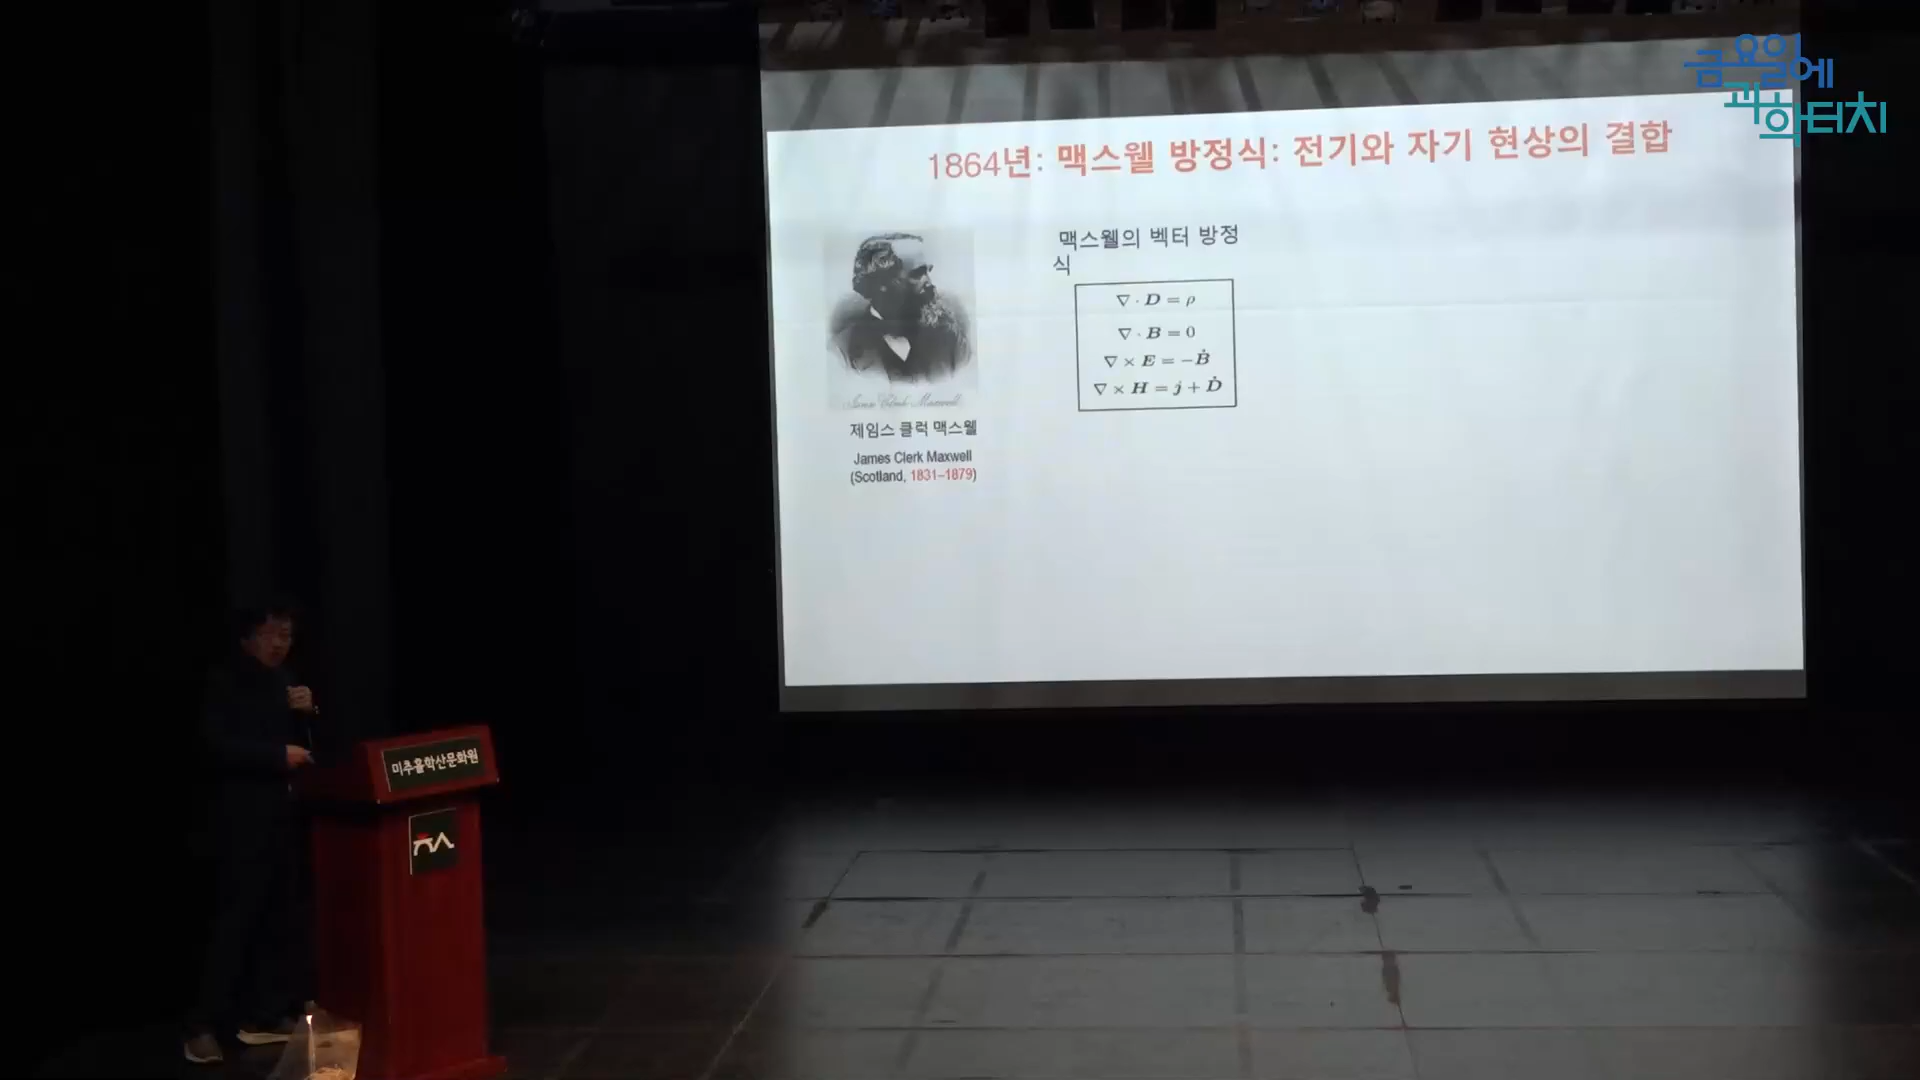 금요일에
과학터치
1864년: 맥스웰 방정식: 전기와 자기 현상의 결합
맥스웰의 벡터 방정
식
∇ · D = ρ
∇ · B = 0
∇ × E = −Ḃ
∇ × H = j + Ḋ
James Clerk Maxwell
제임스 클럭 맥스웰
James Clerk Maxwell
(Scotland, 1831–1879)
미추홀학산문화원